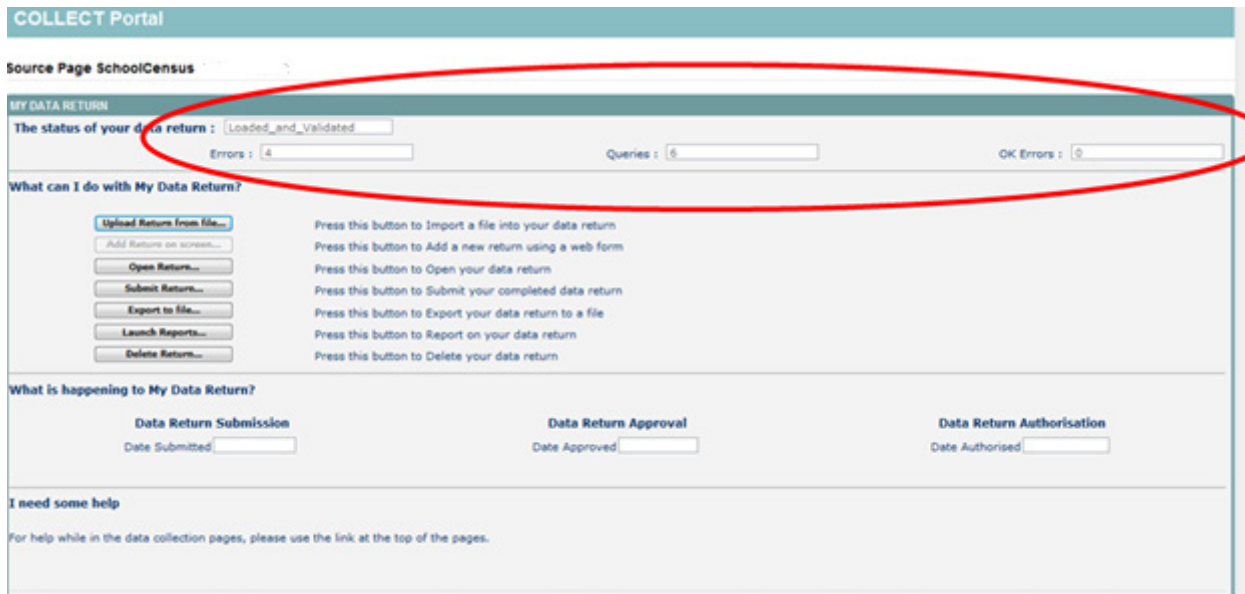 COLLECT Portal
Source Page SchoolCensus
MY DATA RETURN
The status of your data return : Loaded_and_Validated
Errors : 4 Queries : 6 OK Errors : 0
What can I do with My Data Return?
Upload Return from file... Press this button to Import a file into your data return
Add Return on screen... Press this button to Add a new return using a web form
Open Return... Press this button to Open your data return
Submit Return... Press this button to Submit your completed data return
Export to file... Press this button to Export your data return to a file
Launch Reports... Press this button to Report on your data return
Delete Return... Press this button to Delete your data return
What is happening to My Data Return?
Data Return Submission Data Return Approval Data Return Authorisation
Date Submitted Date Approved Date Authorised
I need some help
For help while in the data collection pages, please use the link at the top of the pages.